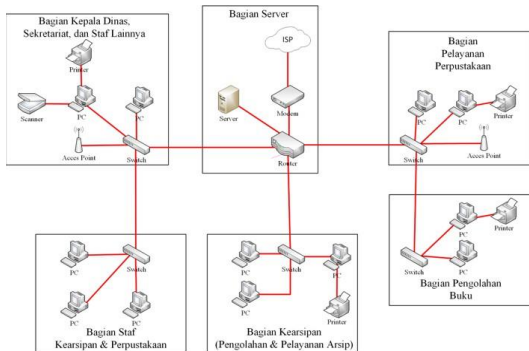 Bagian Kepala Dinas,
Sekretariat, dan Staf Lainnya
Printer
Scanner
PC
PC
Acces Point
Switch
Bagian Server
ISP
Server
Modem
Router
Bagian
Pelayanan
Perpustakaan
PC
PC
Printer
Switch
Acces Point
PC
Printer
Switch
PC
Bagian Pengolahan
Buku
PC
Switch
PC
PC
Bagian Staf
Kearsipan & Perpustakaan
PC
Switch
PC
PC
Printer
Bagian Kearsipan
(Pengolahan & Pelayanan Arsip)